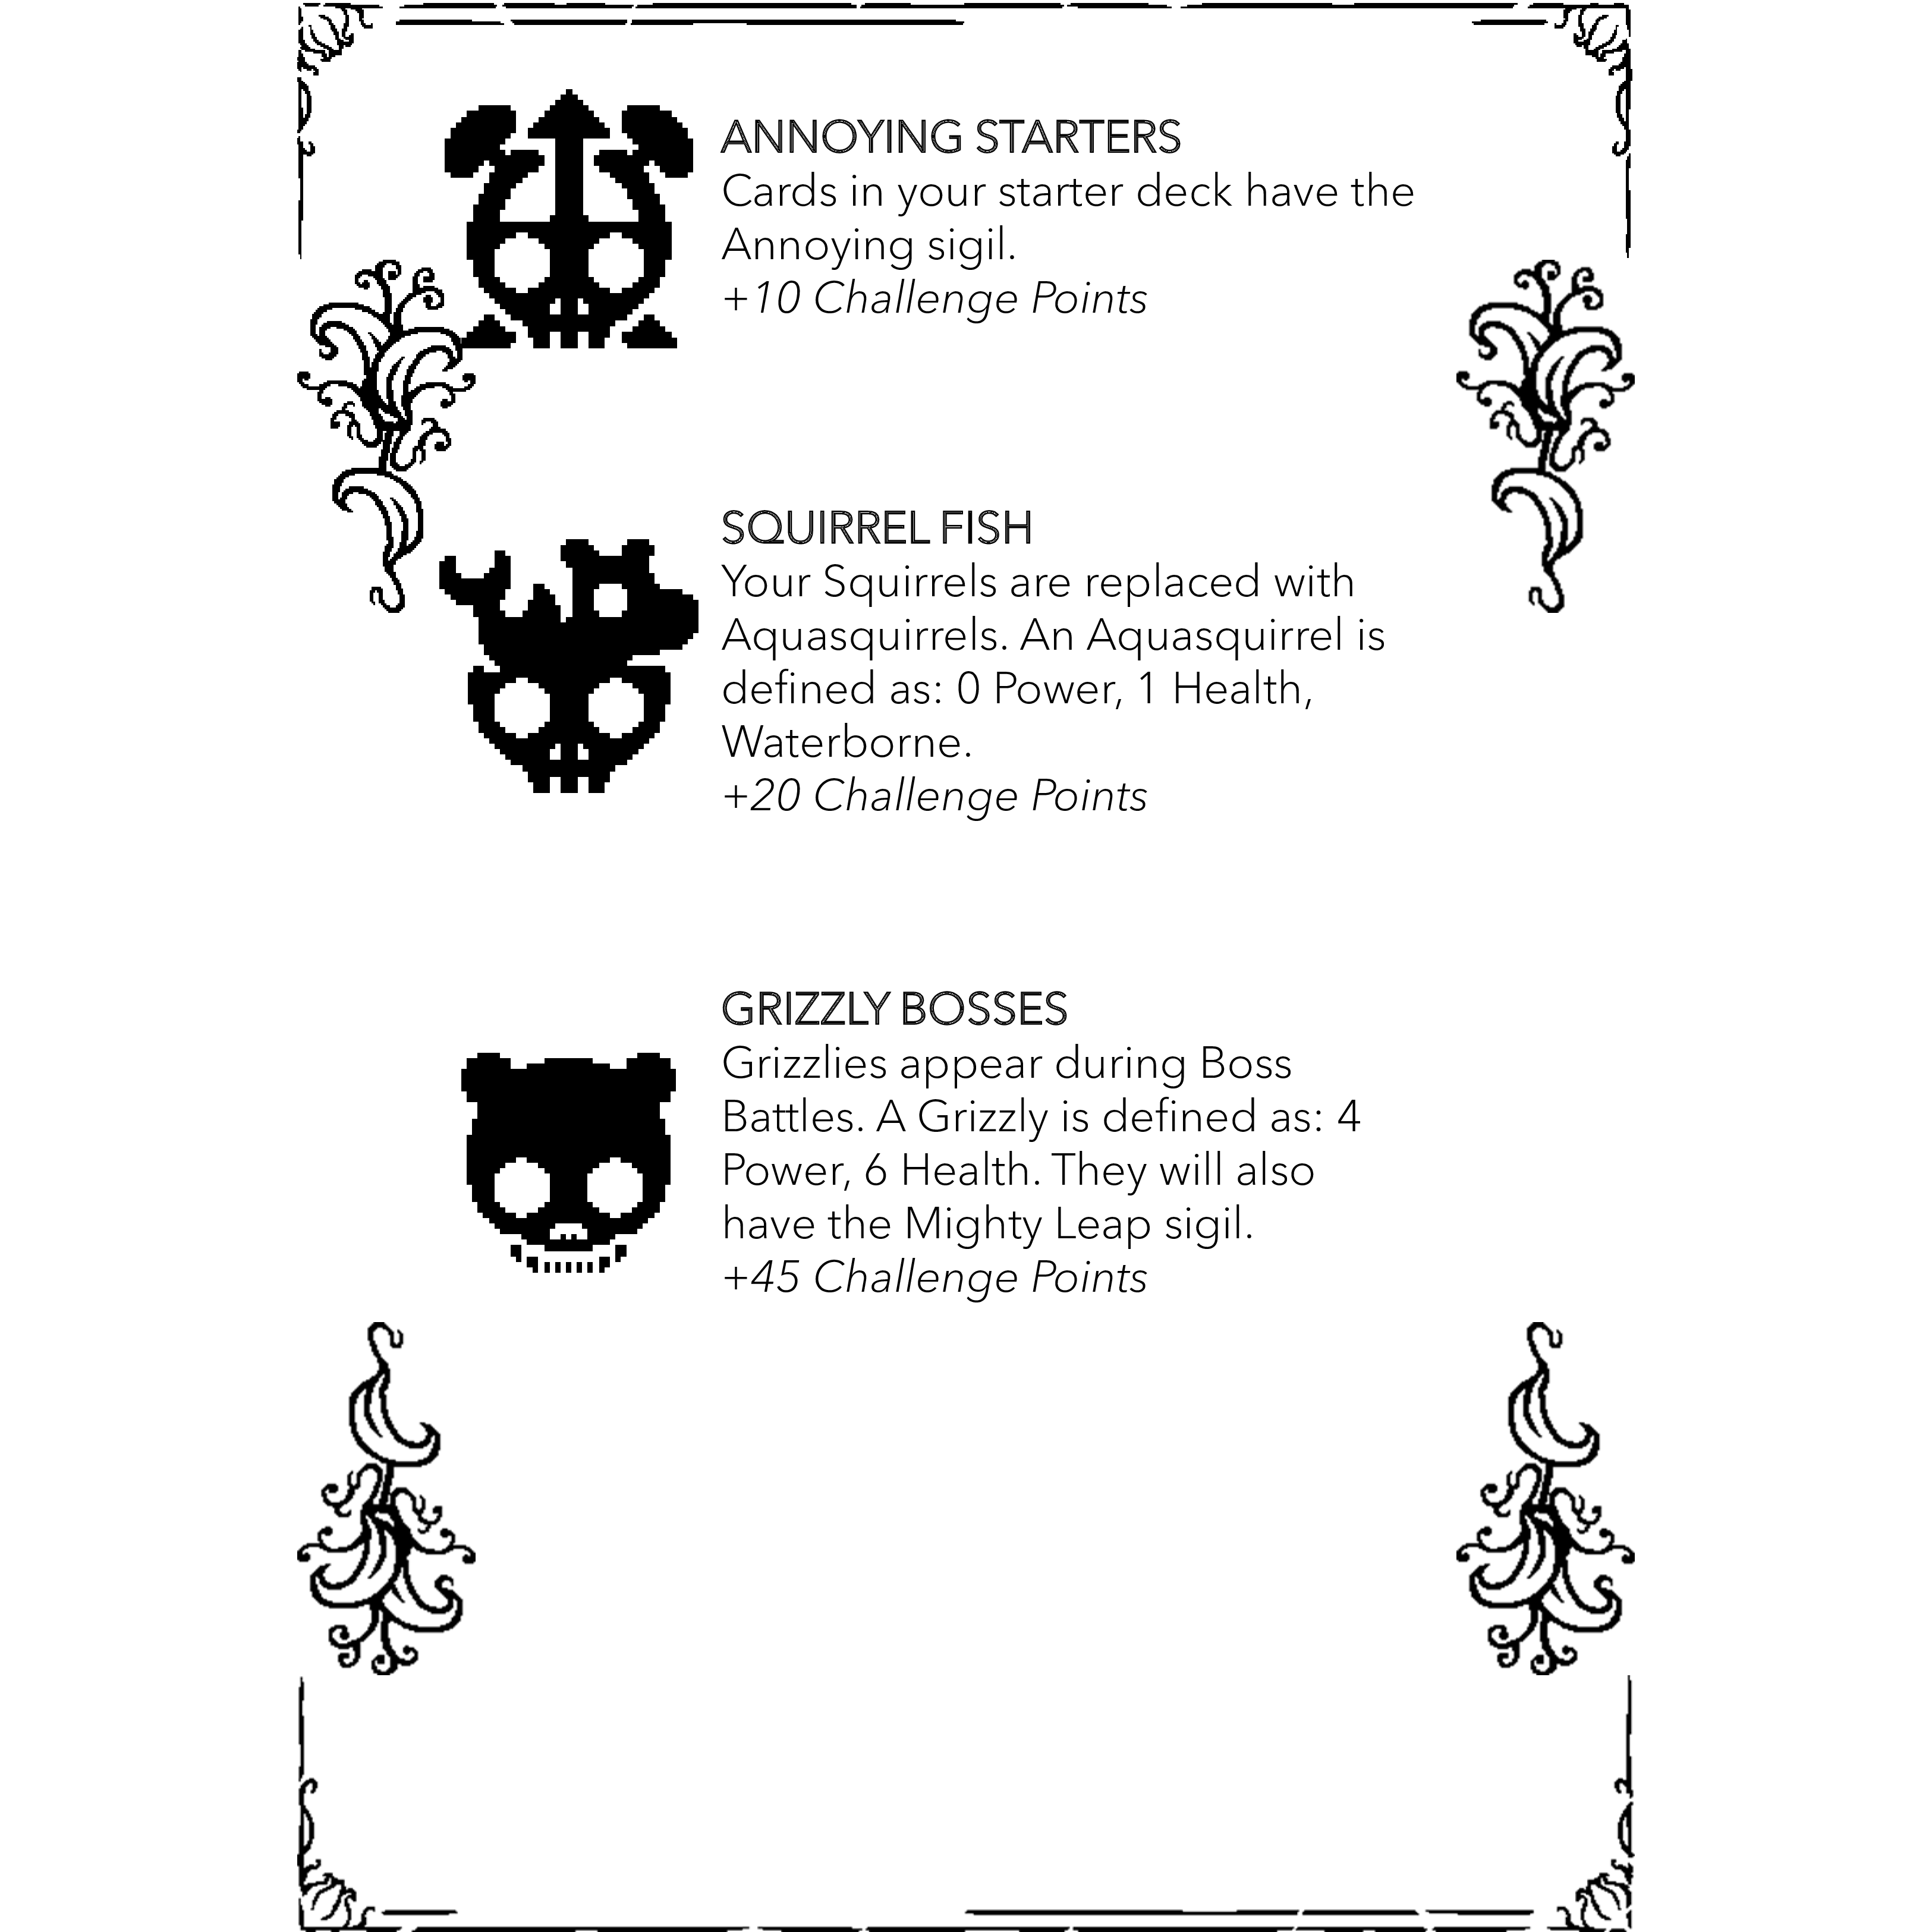 ANNOYING STARTERS
Cards in your starter deck have the
Annoying sigil.
+10 Challenge Points
SQUIRREL FISH
Your Squirrels are replaced with
Aquasquirrels. An Aquasquirrel is
defined as: 0 Power, 1 Health,
Waterborne.
+20 Challenge Points
GRIZZLY BOSSES
Grizzlies appear during Boss
Battles. A Grizzly is defined as: 4
Power, 6 Health. They will also
have the Mighty Leap sigil.
+45 Challenge Points